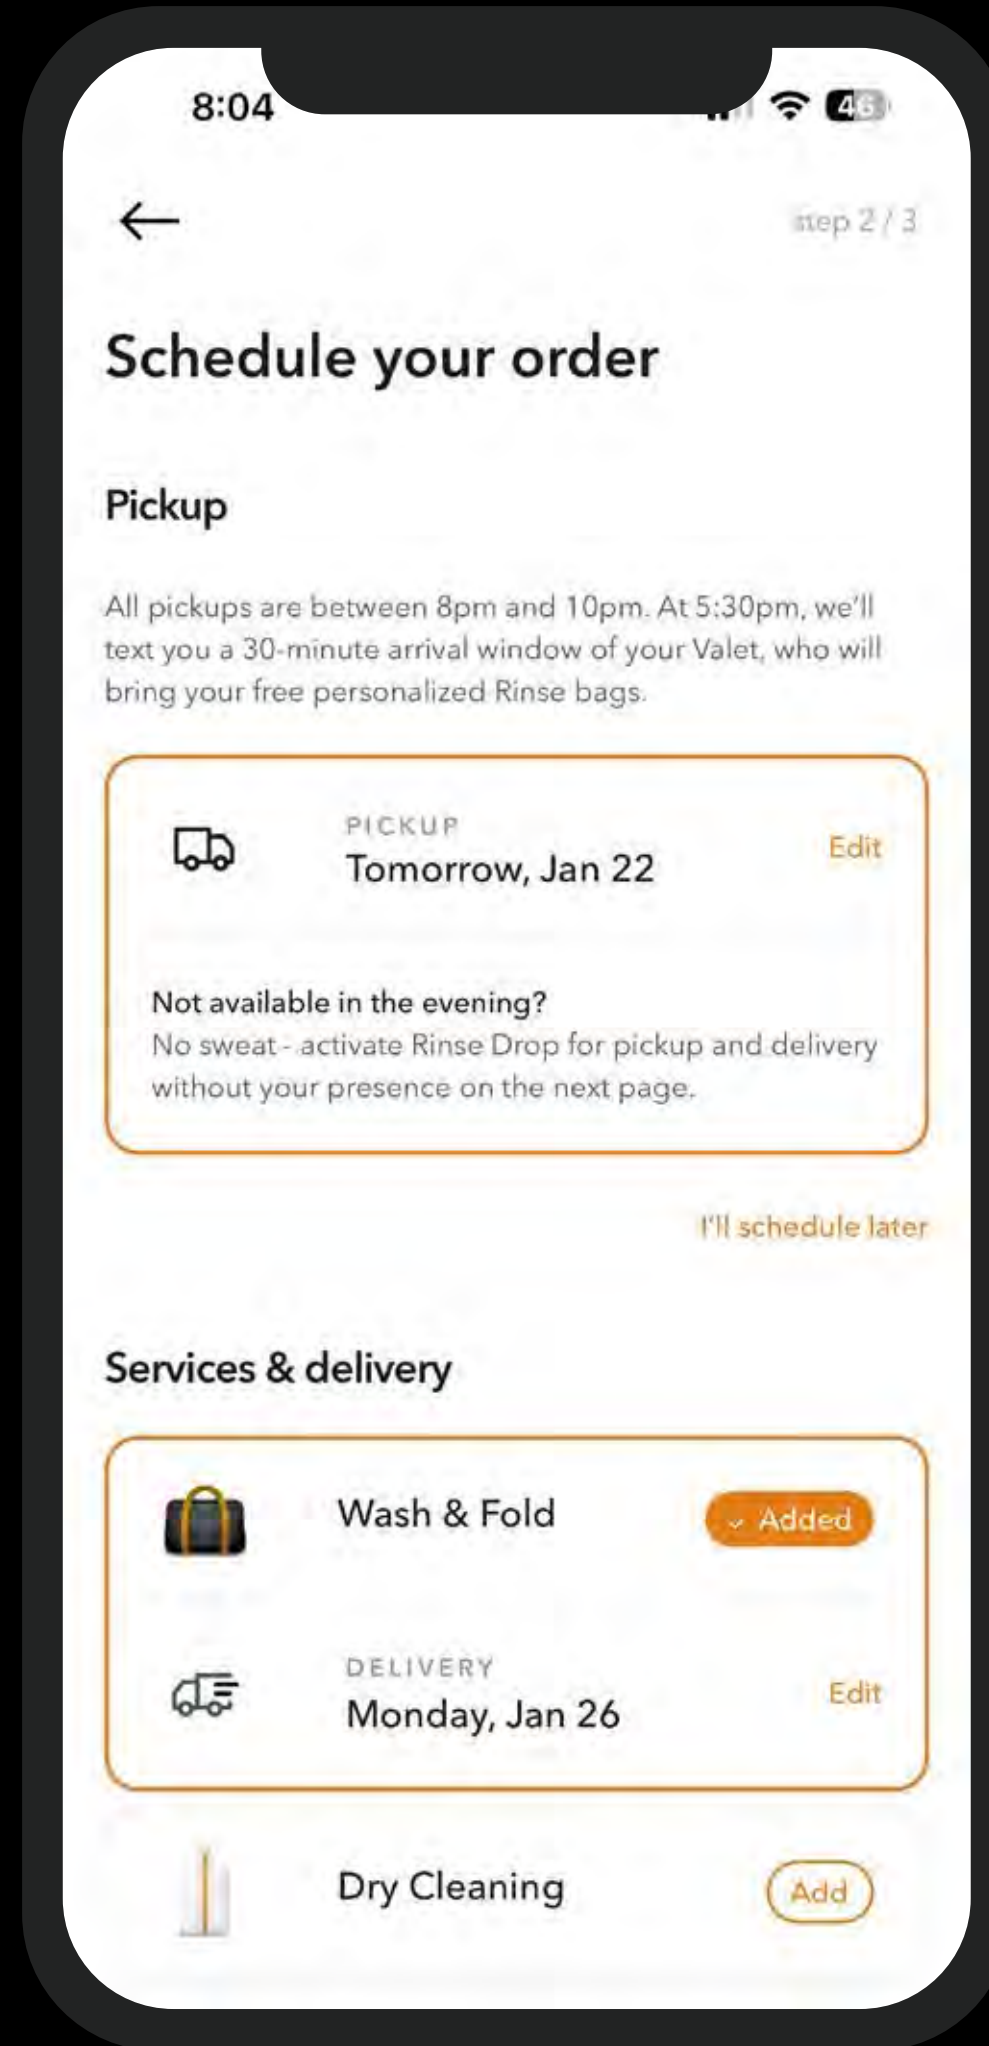 8:04
46
step 2 / 3
Schedule your order
Pickup
All pickups are between 8pm and 10pm. At 5:30pm, we'll
text you a 30-minute arrival window of your Valet, who will
bring your free personalized Rinse bags.
PICKUP
Tomorrow, Jan 22
Edit
Not available in the evening?
No sweat - activate Rinse Drop for pickup and delivery
without your presence on the next page.
I'll schedule later
Services & delivery
Wash & Fold
Added
DELIVERY
Monday, Jan 26
Edit
Dry Cleaning
Add